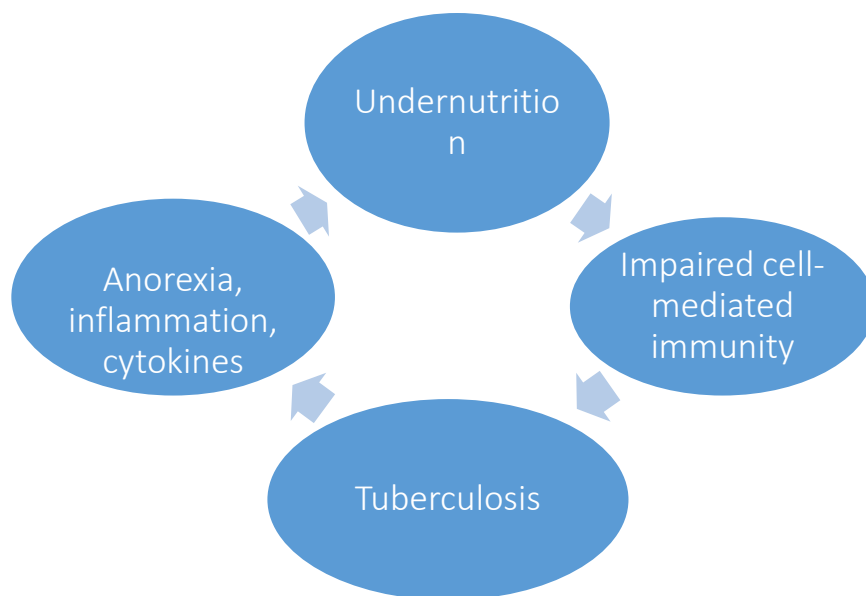 Undernutritio
n
Impaired cell-
mediated
immunity
Anorexia,
inflammation,
cytokines
Tuberculosis